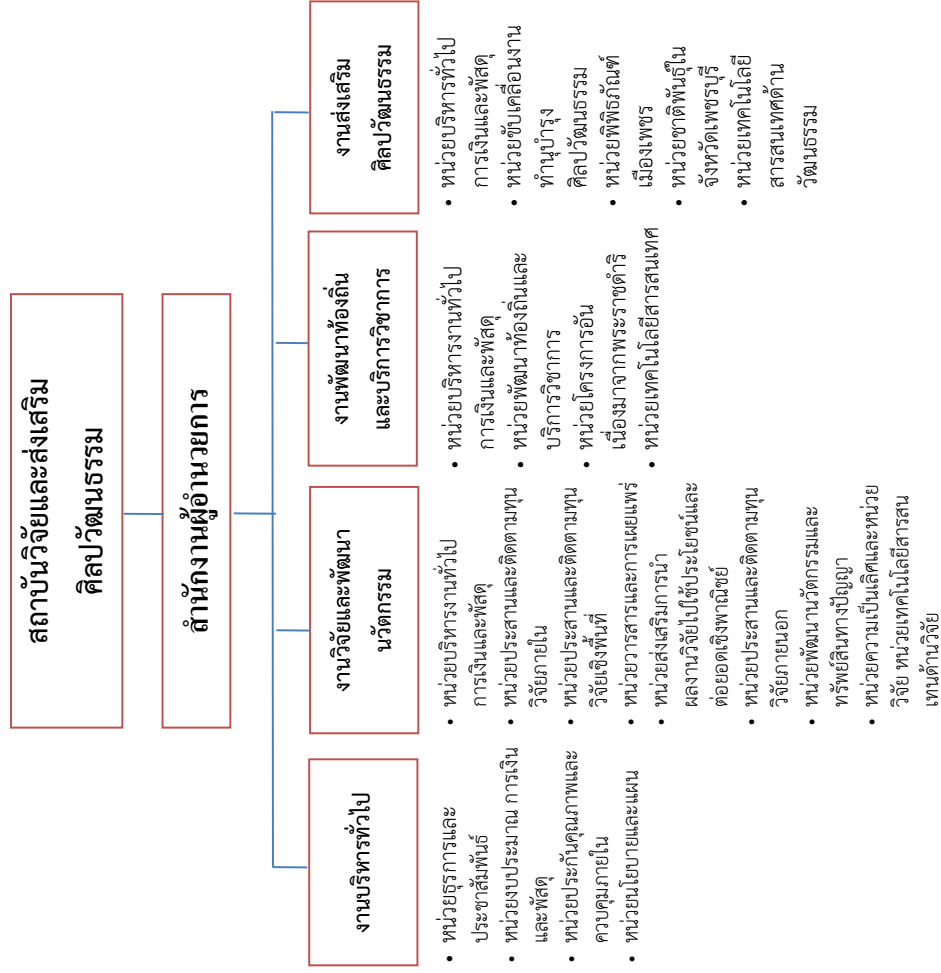 สถาบันวิจัยและส่งเสริม
ศิลปวัฒนธรรม
สำนักงานผู้อำนวยการ
งานบริหารทั่วไป
• หน่วยธุรการและ
ประชาสัมพันธ์
• หน่วยงบประมาณ การเงิน
และพัสดุ
• หน่วยประกันคุณภาพและ
ควบคุมภายใน
• หน่วยนโยบายและแผน
งานวิจัยและพัฒนา
นวัตกรรม
• หน่วยบริหารงานทั่วไป
การเงินและพัสดุ
• หน่วยประสานและติดตามทุน
วิจัยภายใน
• หน่วยประสานและติดตามทุน
วิจัยเชิงพื้นที่
• หน่วยวารสารและการเผยแพร่
• หน่วยส่งเสริมการนำ
ผลงานวิจัยไปใช้ประโยชน์และ
ต่อยอดเชิงพาณิชย์
• หน่วยประสานและติดตามทุน
วิจัยภายนอก
• หน่วยพัฒนานวัตกรรมและ
ทรัพย์สินทางปัญญา
• หน่วยความเป็นเลิศและหน่วย
วิจัย หน่วยเทคโนโลยีสารสน
เทนด้านวิจัย
งานพัฒนาท้องถิ่น
และบริการวิชาการ
• หน่วยบริหารงานทั่วไป
การเงินและพัสดุ
• หน่วยพัฒนาท้องถิ่นและ
บริการวิชาการ
• หน่วยโครงการอัน
เนื่องมาจากพระราชดำริ
• หน่วยเทคโนโลยีสารสนเทศ
งานส่งเสริม
ศิลปวัฒนธรรม
• หน่วยบริหารทั่วไป
การเงินและพัสดุ
• หน่วยขับเคลื่อนงาน
ทำนุบำรุง
ศิลปวัฒนธรรม
• หน่วยพิพิธภัณฑ์
เมืองเพชร
• หน่วยชาติพันธุ์ใน
จังหวัดเพชรบุรี
• หน่วยเทคโนโลยี
สารสนเทศด้าน
วัฒนธรรม